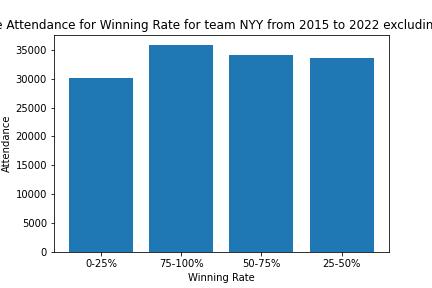 e Attendance for Winning Rate for team NYY from 2015 to 2022 excludin
35000
30000
25000
20000
15000
10000
5000
0
Attendance
0-25% 75-100% 50-75% 25-50%
Winning Rate